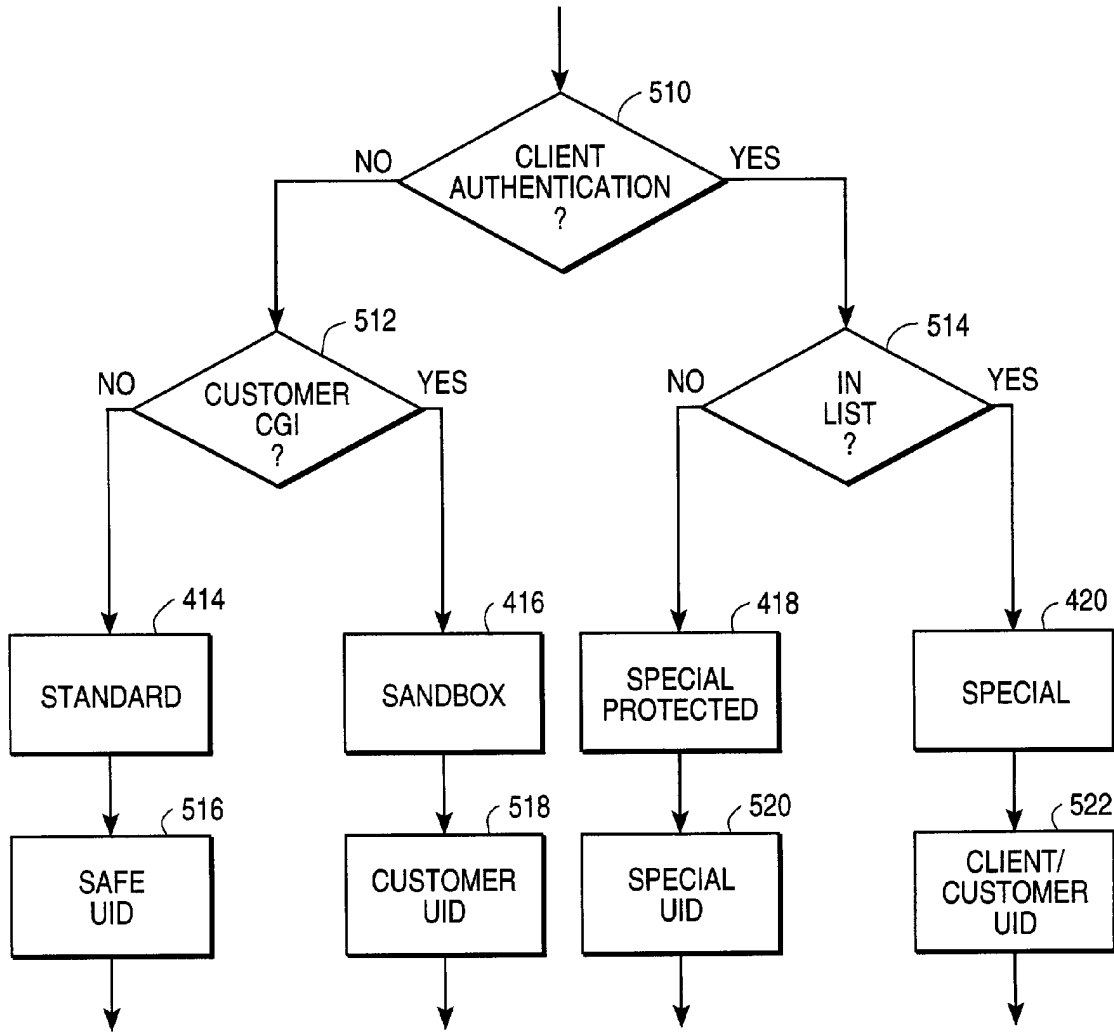 510
NO
CLIENT
AUTHENTICATION
?
YES
512
NO
CUSTOMER
CGI
?
YES
514
NO
IN
LIST
?
YES
414
STANDARD
416
SANDBOX
418
SPECIAL
PROTECTED
420
SPECIAL
516
SAFE
UID
518
CUSTOMER
UID
520
SPECIAL
UID
522
CLIENT/
CUSTOMER
UID